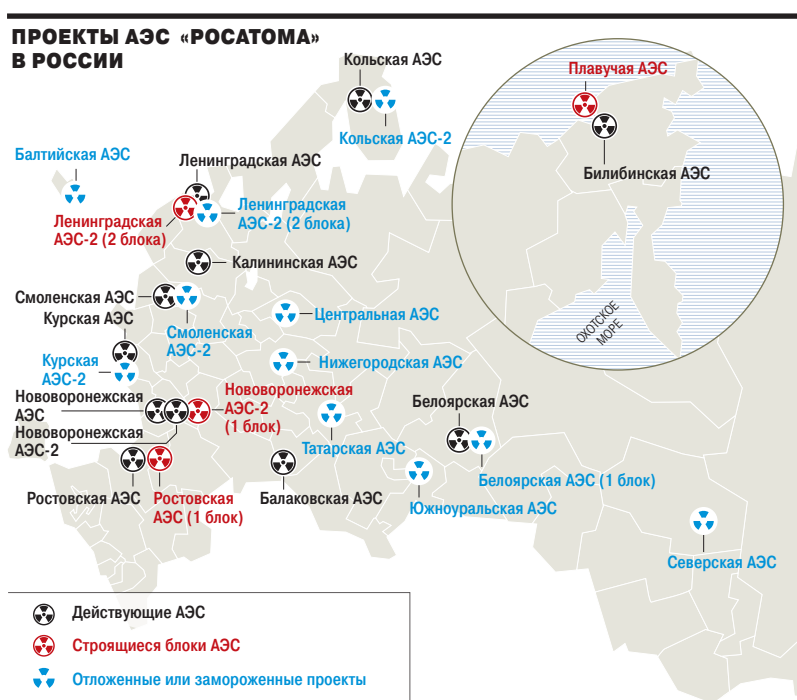 ПРОЕКТЫ АЭС «РОСАТОМА»
В РОССИИ
Кольская АЭС
Кольская АЭС-2
Плавучая АЭС
Билибинская АЭС
ОХОТСКОЕ
МОРЕ
Балтийская АЭС
Ленинградская АЭС
Ленинградская
АЭС-2 (2 блока)
Ленинградская
АЭС-2 (2 блока)
Калининская АЭС
Смоленская АЭС
Смоленская
АЭС-2
Центральная АЭС
Курская АЭС
Курская
АЭС-2
Нижегородская АЭС
Нововоронежская
АЭС
Нововоронежская
АЭС-2
Нововоронежская
АЭС-2
(1 блок)
Татарская АЭС
Белоярская АЭС
Белоярская АЭС (1 блок)
Ростовская АЭС
Ростовская
АЭС (1 блок)
Балаковская АЭС
Южноуральская АЭС
Северская АЭС
Действующие АЭС
Строящиеся блоки АЭС
Отложенные или замороженные проекты